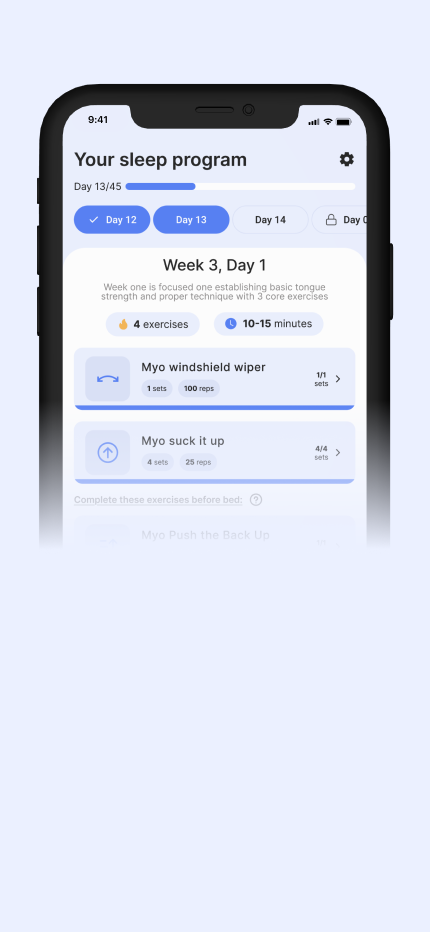 9:41
Your sleep program
Day 13/45
Day 12
Day 13
Day 14
Day
Week 3, Day 1
Week one is focused one establishing basic tongue
strength and proper technique with 3 core exercises
4 exercises
10-15 minutes
Myo windshield wiper
1 sets
100 reps
1/1
sets
Myo suck it up
4 sets
25 reps
4/4
sets
Complete these exercises before bed:
Myo Push the Back Up